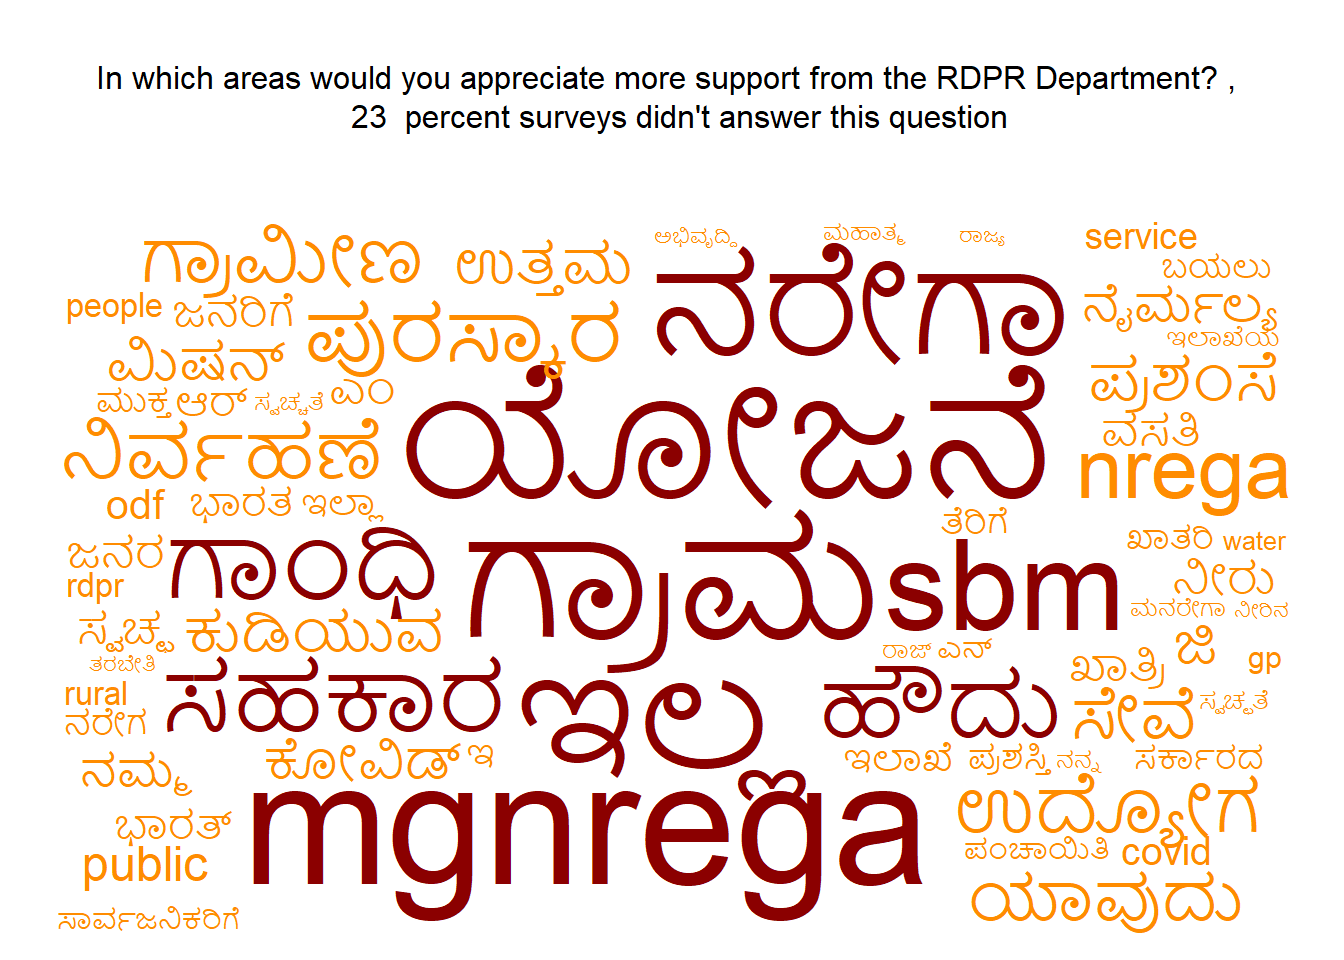 In which areas would you appreciate more support from the RDPR Department? ,
23 percent surveys didn't answer this question
ಅಭಿವೃದ್ಧಿ ಮಹಾತ್ಮ ರಾಜ್ಯ service
ಗ್ರಾಮೀಣ ಉತ್ತಮ ನರೇಗಾ ಬಯಲು
people ಜನರಿಗೆ ಪುರಸ್ಕಾರ ನೈರ್ಮಲ್ಯ
ಇಲಾಖೆಯ
ಮಿಷನ್ ಪ್ರಶಂಸೆ
ಮುಕ್ತ ಆರ್ ಸ್ವಚ್ಚತೆ ಎಂ ಯೋಜನೆ ವಸತಿ
ನಿರ್ವಹಣೆ nrega
odf ಭಾರತ ಇಲ್ಲಾ ತೆರಿಗೆ
ಜನರ ಗಾಂಧಿ ಗ್ರಾಮ sbm ಖಾತರಿ water
rdpr ನೀರು
ಸ್ವಚ್ಛ ಕುಡಿಯುವ ಮನರೇಗಾ ನೀರಿನ
ತರಬೇತಿ ರಾಜ್ ಎನ್ ಖಾತ್ರಿ ಜಿ gp
rural ಸಹಕಾರ ಇಲ್ಲ ಹೌದು ಸೇವೆ ಸ್ವಚ್ಛತೆ
ನರೇಗ
ನಮ್ಮ ಕೋವಿಡ್ ಇ ಇಲಾಖೆ ಪ್ರಶಸ್ತಿ ನನ್ನ ಸರ್ಕಾರದ
ಭಾರತ್ mgnrega ಉದ್ಯೋಗ
public ಪಂಚಾಯಿತಿ covid
ಸಾರ್ವಜನಿಕರಿಗೆ ಯಾವುದು